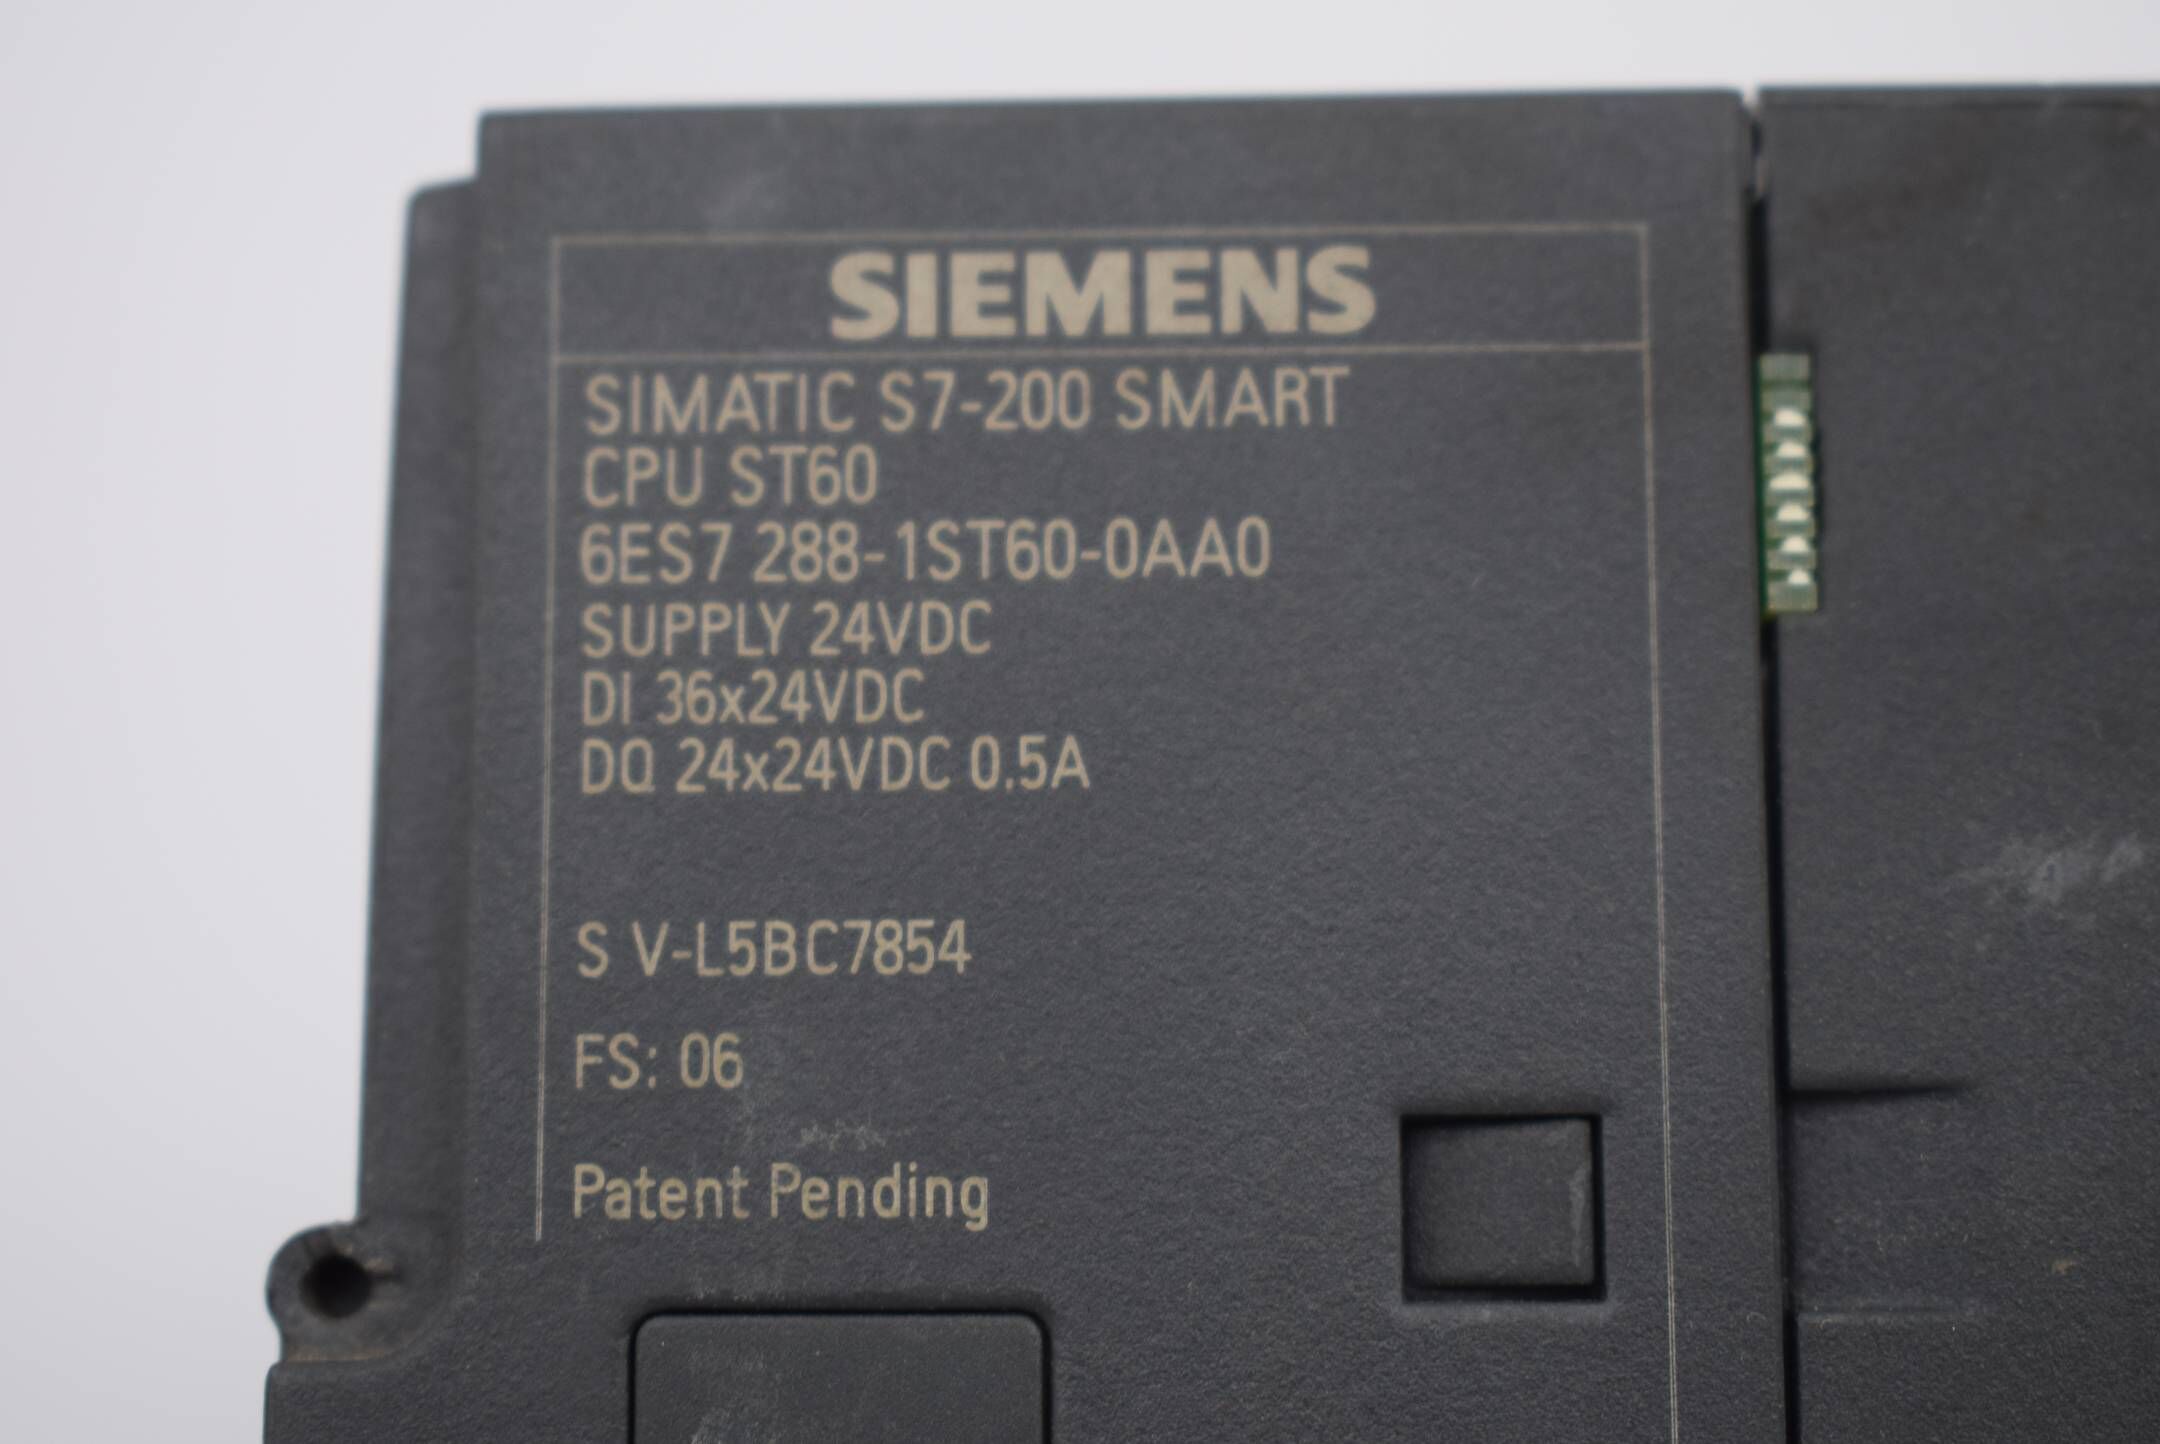 SIEMENS
SIMATIC S7-200 SMART
CPU ST60
6ES7 288-1ST60-0AA0
SUPPLY 24VDC
DI 36x24VDC
DQ 24x24VDC 0.5A
S V-L5BC7854
FS: 06
Patent Pending